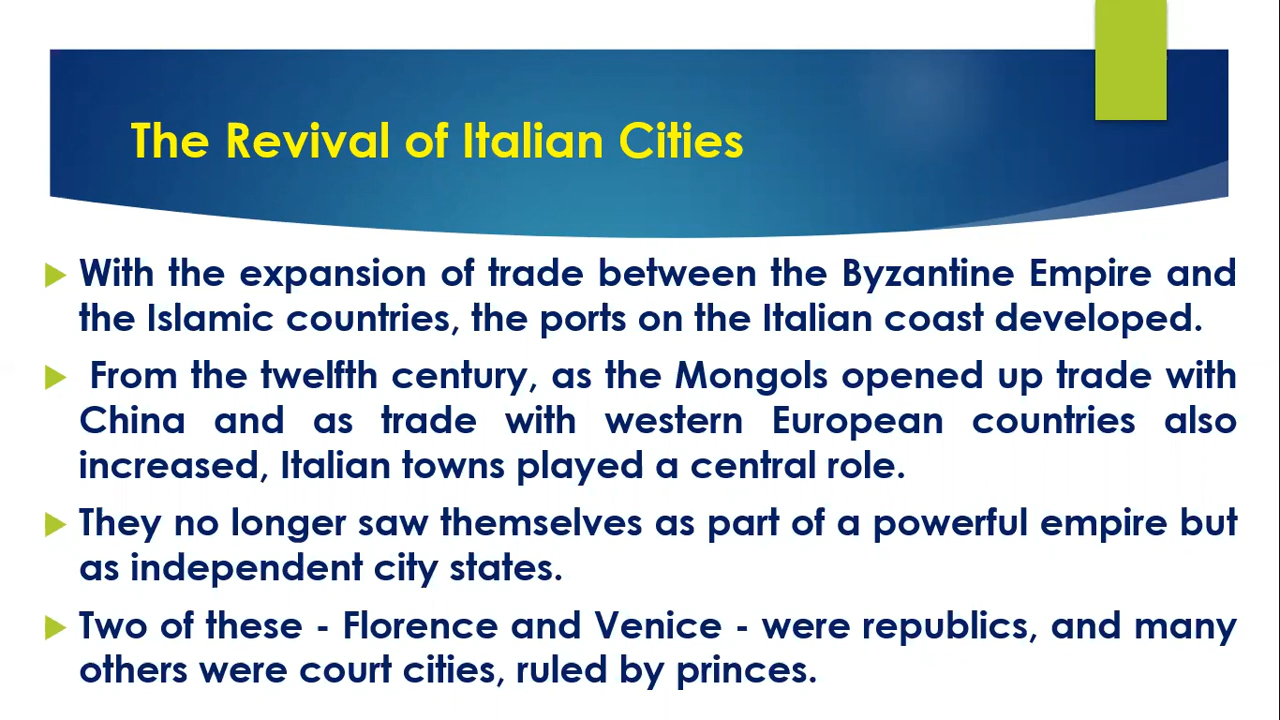 The Revival of Italian Cities
With the expansion of trade between the Byzantine Empire and
the Islamic countries, the ports on the Italian coast developed.
From the twelfth century, as the Mongols opened up trade with
China and as trade with western European countries also
increased, Italian towns played a central role.
They no longer saw themselves as part of a powerful empire but
as independent city states.
Two of these - Florence and Venice - were republics, and many
others were court cities, ruled by princes.